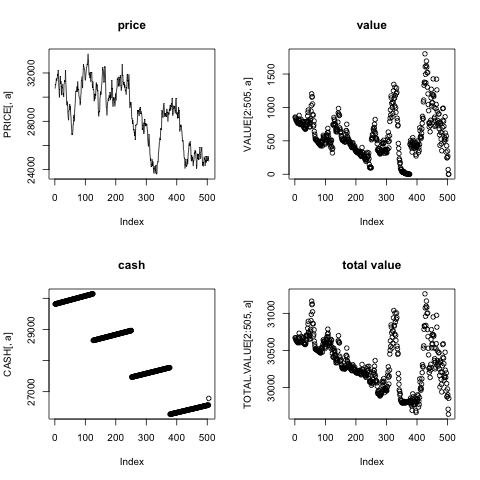 price
PRICE[, a]
24000 28000 32000
0 100 200 300 400 500
Index
value
VALUE[2:505, a]
0 500 1000 1500
0 100 200 300 400 500
Index
cash
CASH[, a]
27000 29000
0 100 200 300 400 500
Index
total value
TOTAL.VALUE[2:505, a]
30000 30500 31000
0 100 200 300 400 500
Index